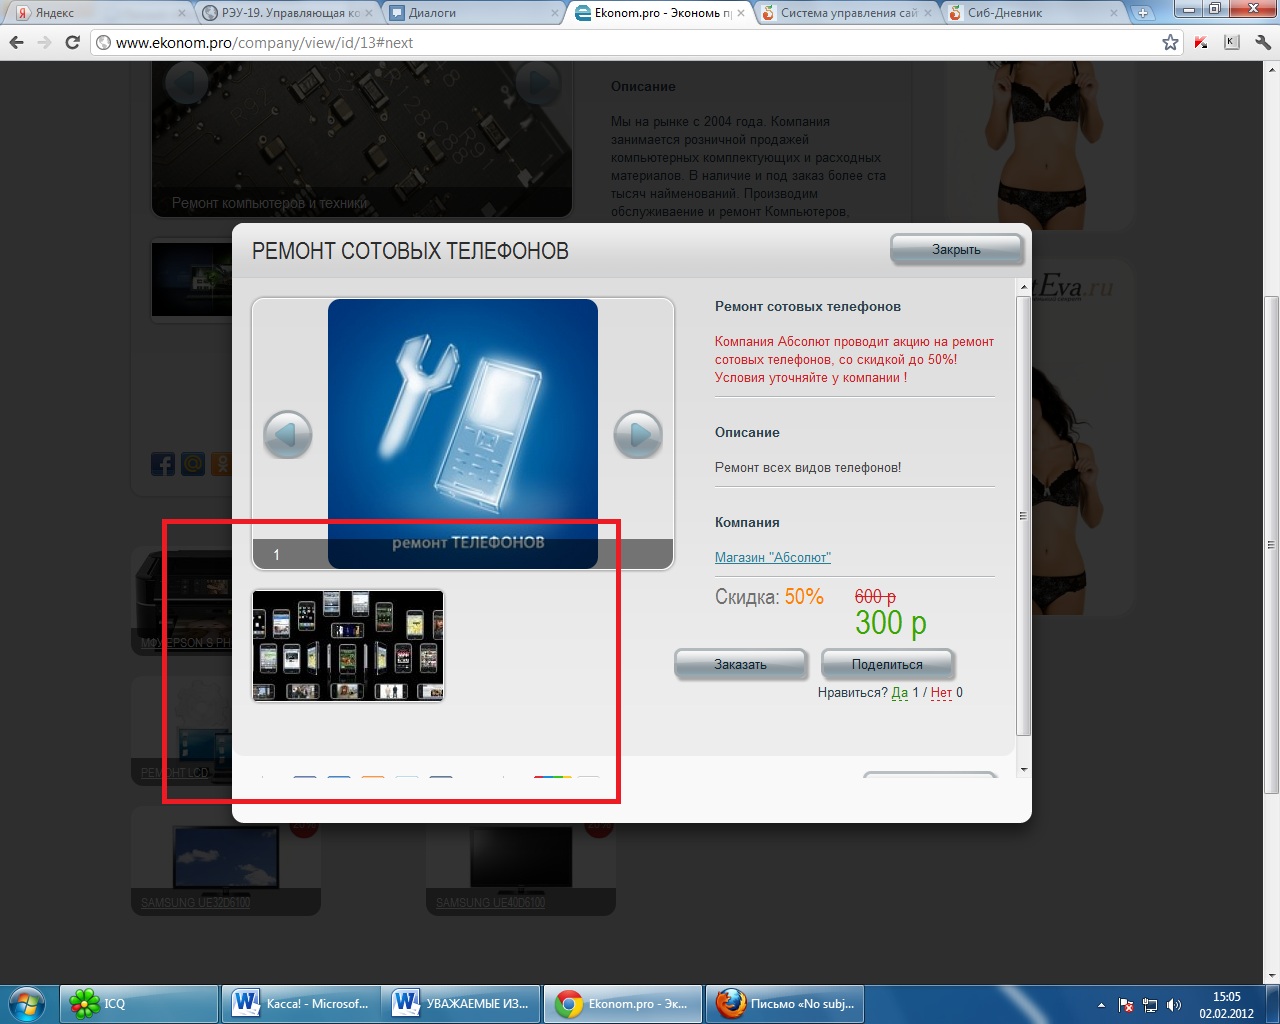 Яндекс
РЭУ-19. Управляющая ко
Диалоги
Ekonom.pro - Экономь п
Система управления сай
Сиб-Дневник
www.ekonom.pro/company/view/id/13#next
Описание
Мы на рынке с 2004 года. Компания
занимается розничной продажей
компьютерных комплектующих и расходных
материалов. В наличие и под заказ более ста
тысяч найменований. Производим
обслуживаение и ремонт Компьютеров,
Ремонт компьютеров и техники
РЕМОНТ СОТОВЫХ ТЕЛЕФОНОВ
Закрыть
Eva.ru
Ремонт сотовых телефонов
Компания Абсолют проводит акцию на ремонт
сотовых телефонов, со скидкой до 50%!
Условия уточняйте у компании !
Описание
Ремонт всех видов телефонов!
ремонт ТЕЛЕФОНОВ
1
Компания
Магазин "Абсолют"
Скидка: 50%
600 р
300 р
Заказать
Поделиться
Нравиться? Да 1 / Нет 0
МФУ EPSON S PH
РЕМОНТ LCD
SAMSUNG UE32D6100
SAMSUNG UE40D6100
ICQ
Касса! - Microsof...
УВАЖАЕМЫЕ ИЗ...
Ekonom.pro - Эк...
Письмо «No subj...
15:05
02.02.2012